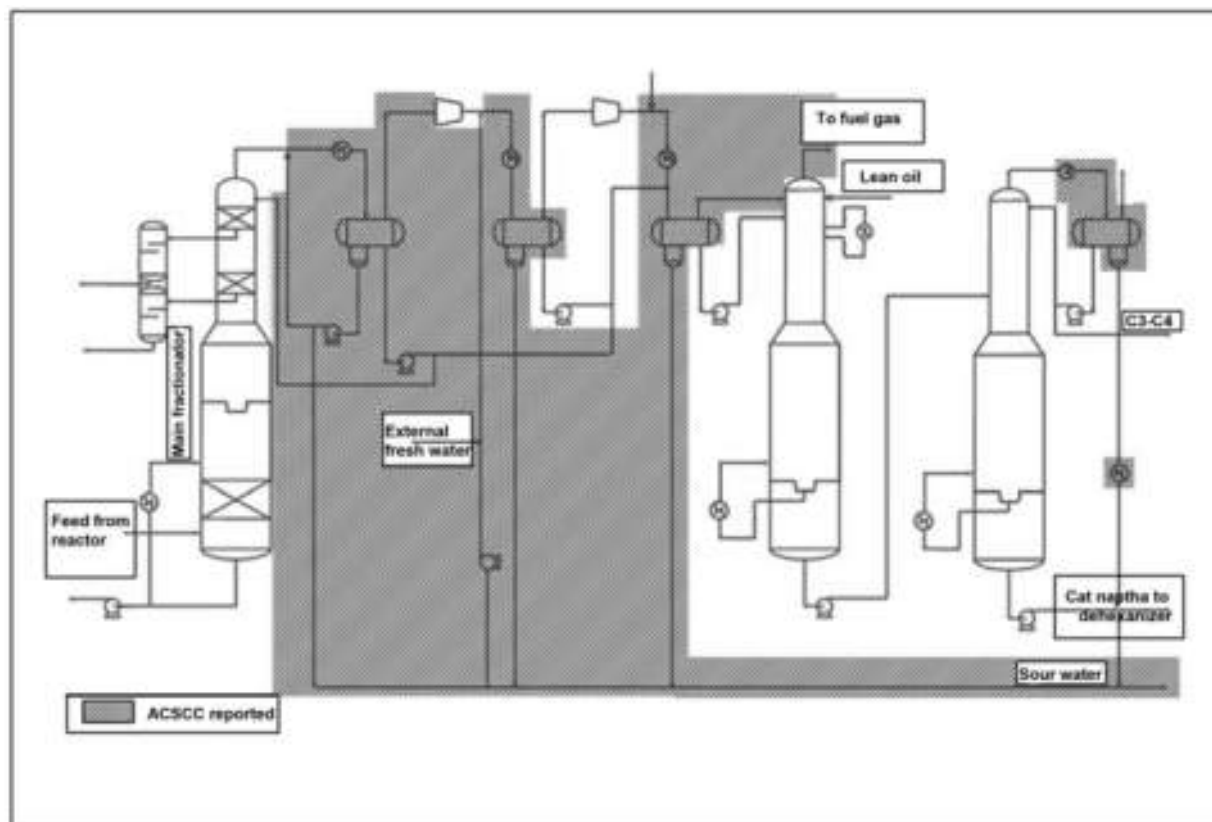 To fuel gas
Lean oil
C3-C4
Main fractionator
External
fresh water
Feed from
reactor
Cat naptha to
dehexanizer
Sour water
ACSCC reported